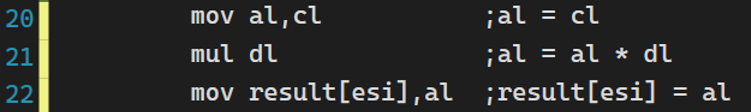 20 mov al,cl ;al = cl
21 mul dl ;al = al * dl
22 mov result[esi],al ;result[esi] = al